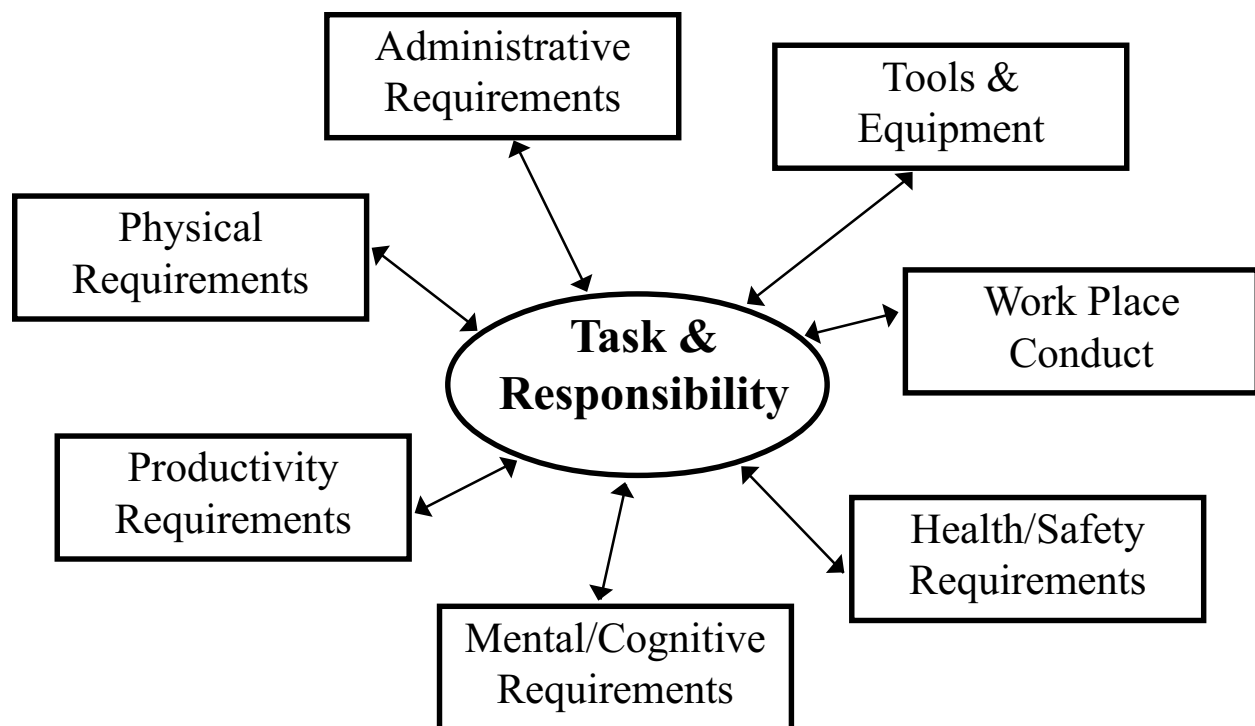 Administrative
Requirements
Tools &
Equipment
Physical
Requirements
Work Place
Conduct
Task &
Responsibility
Productivity
Requirements
Health/Safety
Requirements
Mental/Cognitive
Requirements